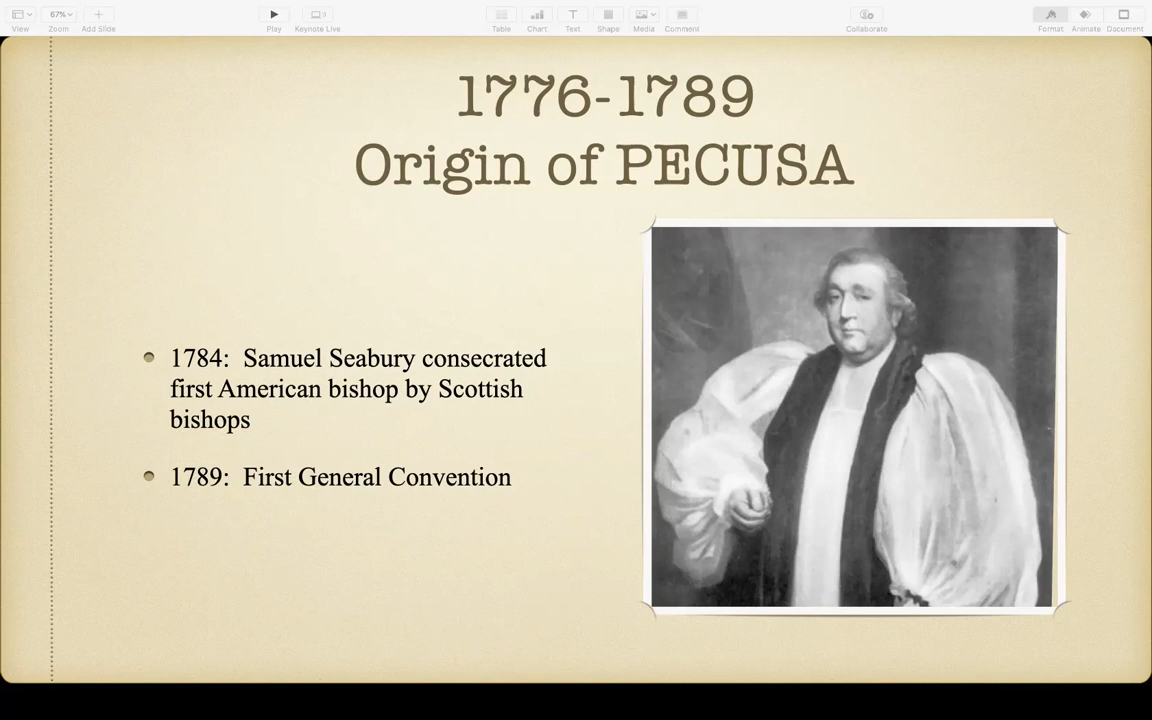 67%
View
Zoom
Add Slide
Play
Keynote Live
Table
Chart
Text
Shape
Media
Comment
Collaborate
Format
Animate
Document
1776-1789
Origin of PECUSA
1784:  Samuel Seabury consecrated
first American bishop by Scottish
bishops
1789:  First General Convention